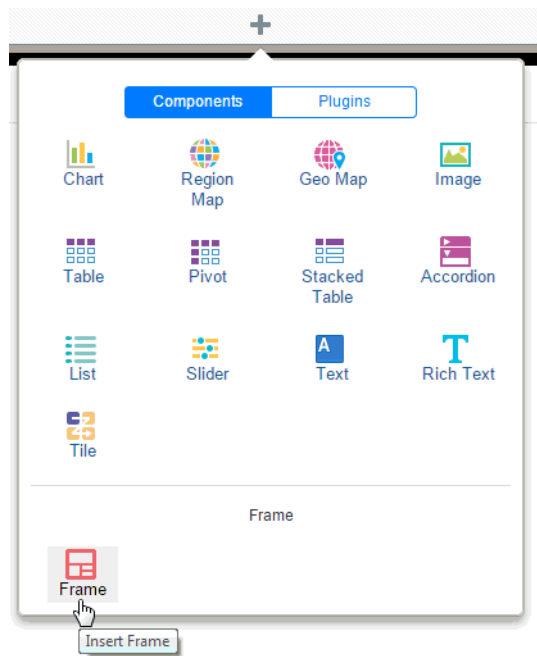 Components Plugins
Chart Region Map Geo Map Image
Table Pivot Stacked Table Accordion
List Slider A Text T Rich Text
Tile
Frame
Frame
Insert Frame